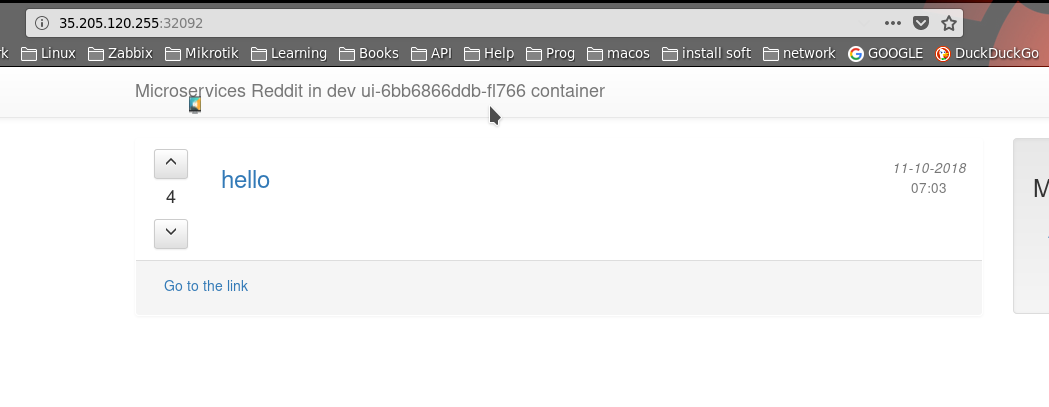 35.205.120.255:32092
rk Linux Zabbix Mikrotik Learning Books API Help Prog macos install soft network GOOGLE DuckDuckGo
Microservices Reddit in dev ui-6bb6866ddb-fl766 container
hello
11-10-2018
07:03
4
M
Go to the link